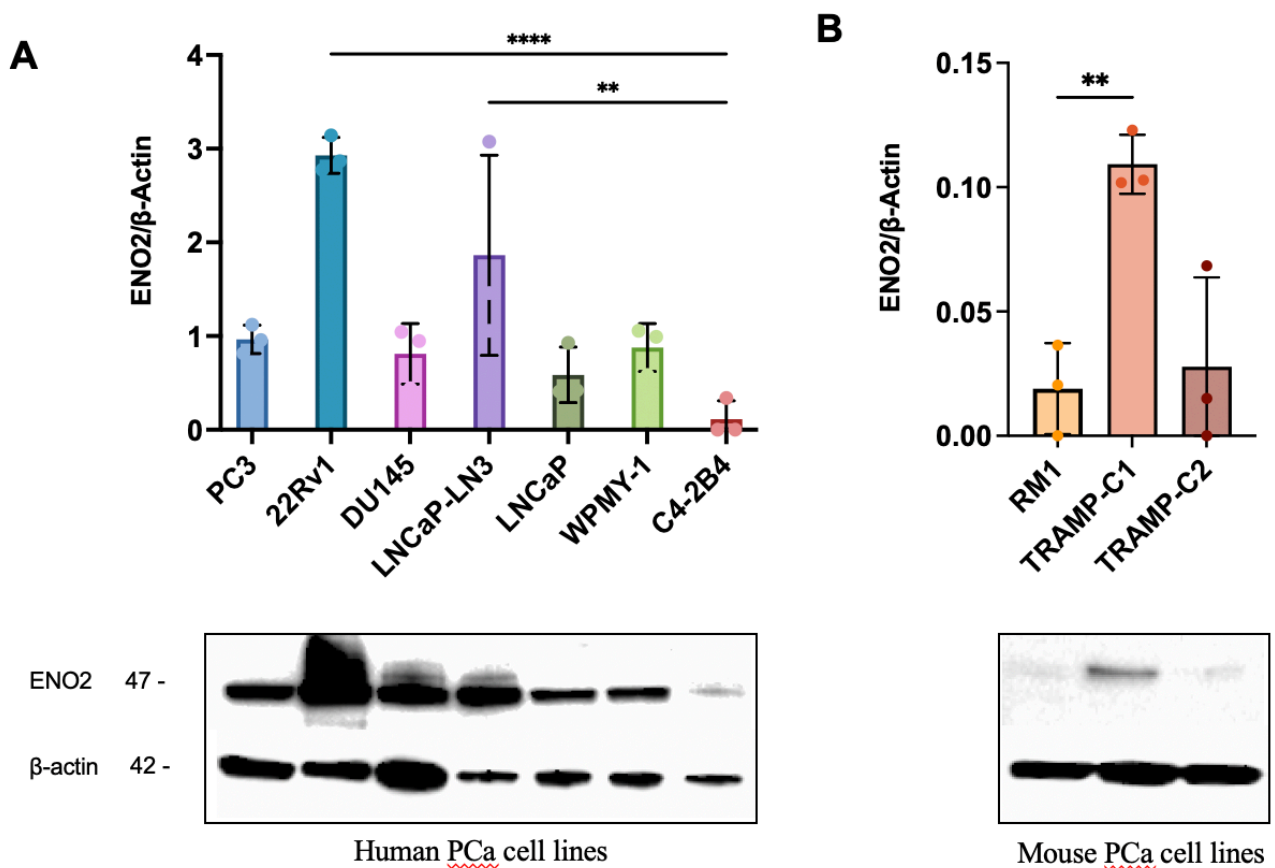 A
ENO2/β-Actin
4
3
2
1
0
****
**
PC3
22Rv1
DU145
LNCaP-LN3
LNCaP
WPMY-1
C4-2B4
B
ENO2/β-Actin
0.15
0.10
0.05
0.00
**
RM1
TRAMP-C1
TRAMP-C2
ENO2 47 -
β-actin 42 -
Human PCa cell lines
Mouse PCa cell lines